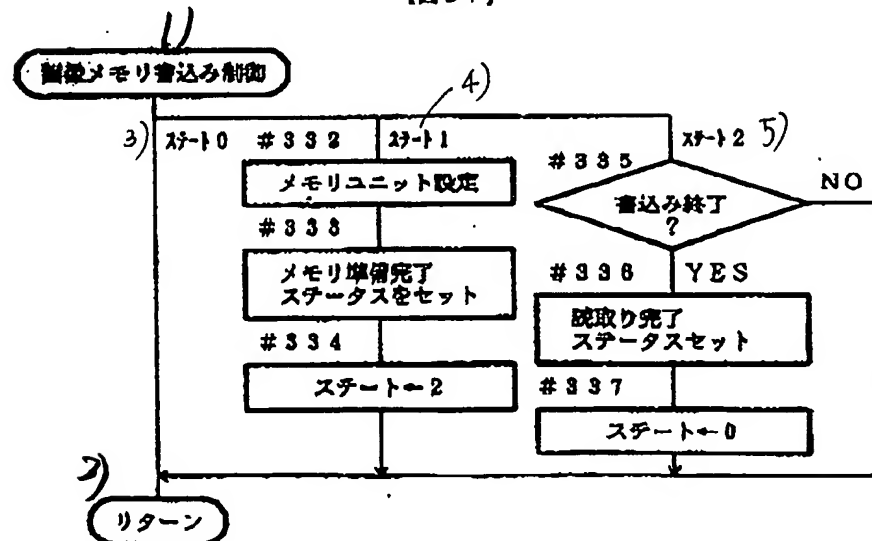 1)
画像メモリ書込み制御
4)
3) ステート0 #332 ステート1 ステート2 5)
#335
NO
メモリユニット設定
書込み終了
?
#333
#336 YES
メモリ準備完了
ステータスをセット
読取り完了
ステータスセット
#334
#337
ステート←2
ステート←0
2)
リターン